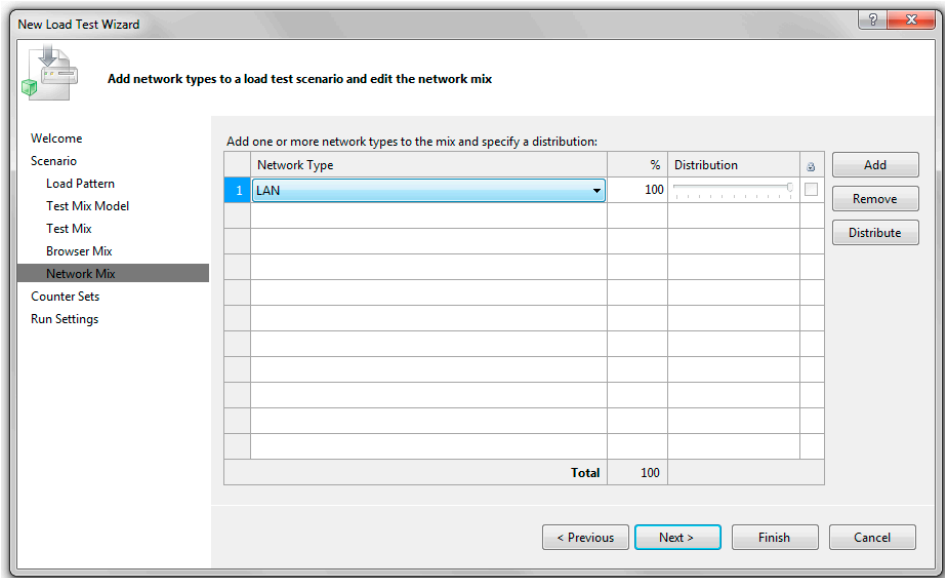 New Load Test Wizard
Add network types to a load test scenario and edit the network mix
Welcome
Scenario
Load Pattern
Test Mix Model
Test Mix
Browser Mix
Network Mix
Counter Sets
Run Settings
Add one or more network types to the mix and specify a distribution:
Network Type % Distribution
1 LAN 100
Total 100
Add
Remove
Distribute
< Previous Next > Finish Cancel